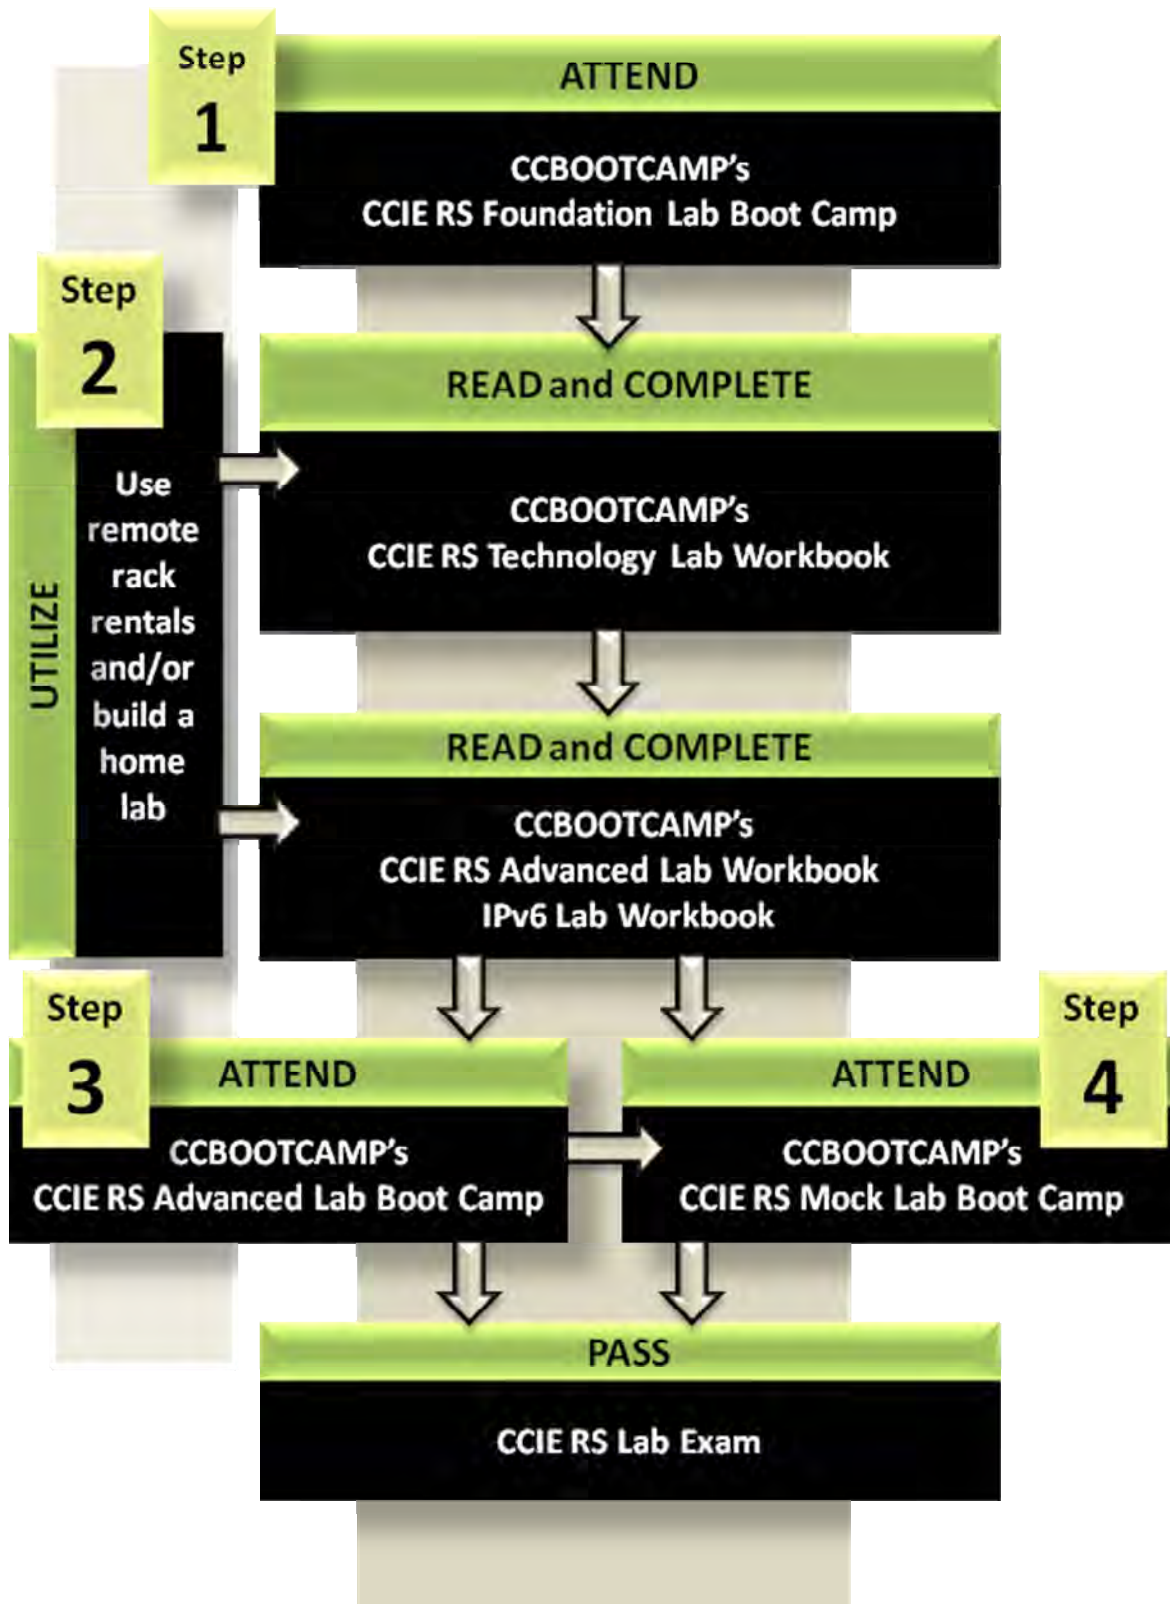 Step
1
ATTEND
CCBOOTCAMP's
CCIE RS Foundation Lab Boot Camp
Step
2
UTILIZE
Use
remote
rack
rentals
and/or
build a
home
lab
READ and COMPLETE
CCBOOTCAMP's
CCIE RS Technology Lab Workbook
READ and COMPLETE
CCBOOTCAMP's
CCIE RS Advanced Lab Workbook
IPv6 Lab Workbook
Step
3
ATTEND
CCBOOTCAMP's
CCIE RS Advanced Lab Boot Camp
Step
4
ATTEND
CCBOOTCAMP's
CCIE RS Mock Lab Boot Camp
PASS
CCIE RS Lab Exam